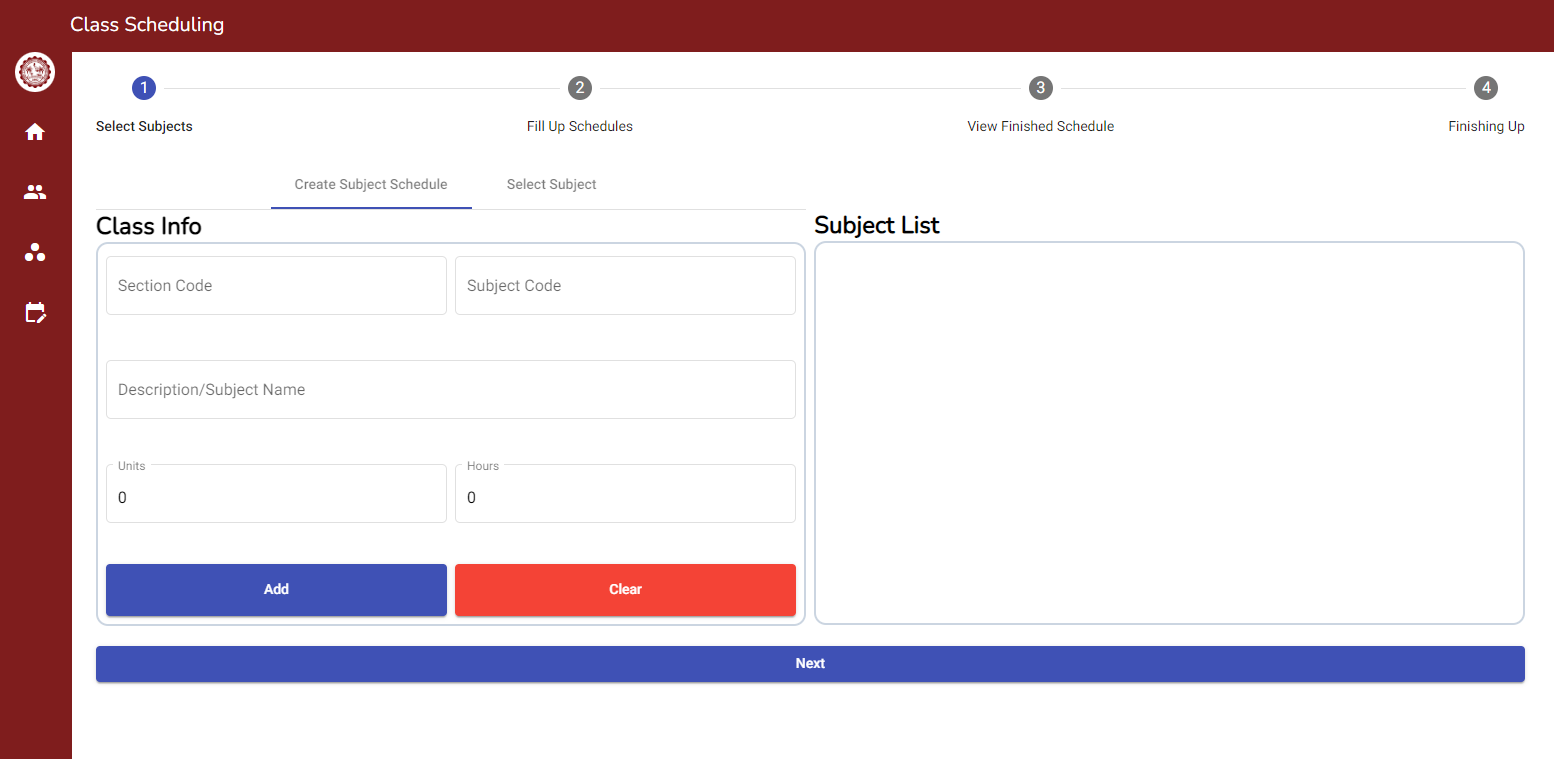 Class Scheduling
1
2
3
4
Select Subjects
Fill Up Schedules
View Finished Schedule
Finishing Up
Create Subject Schedule
Select Subject
Class Info
Subject List
Section Code
Subject Code
Description/Subject Name
Units
Hours
0
0
Add
Clear
Next